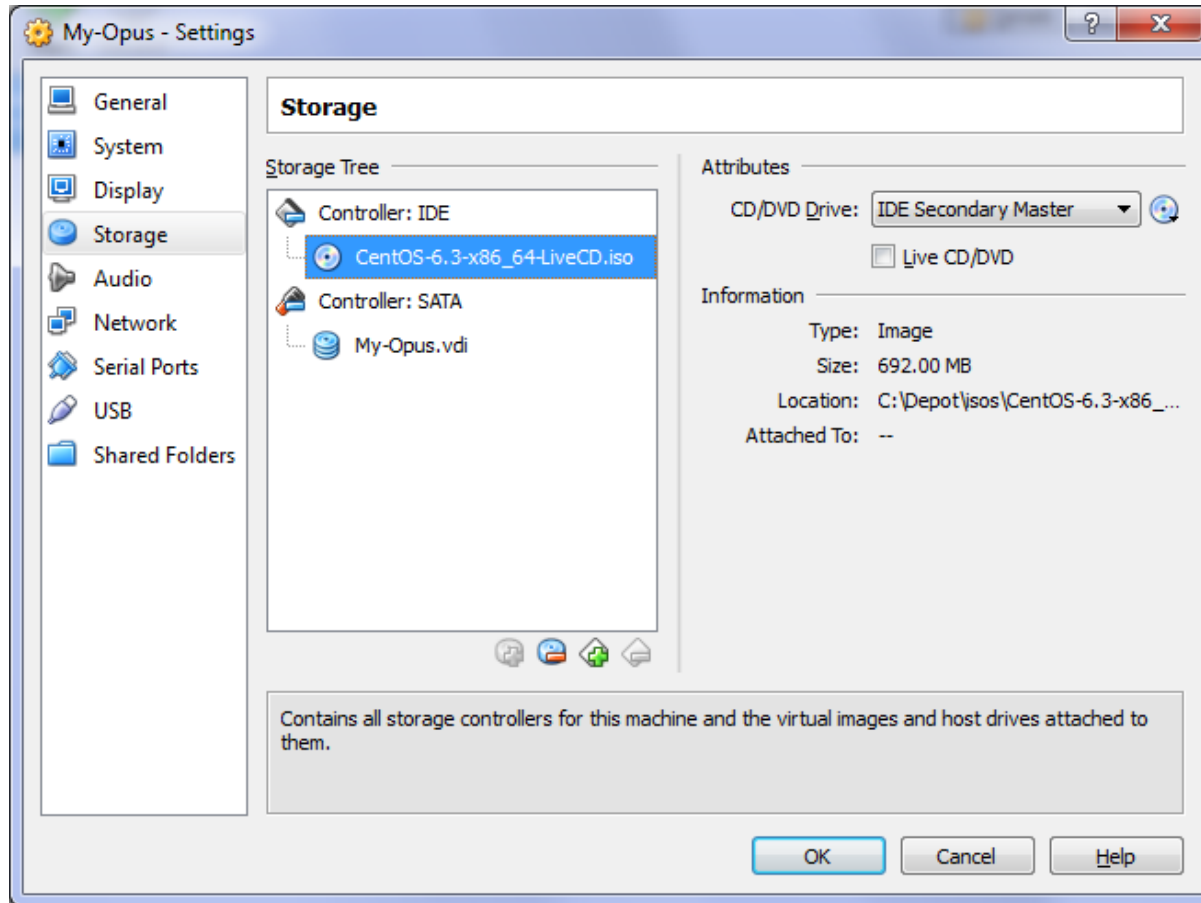 My-Opus - Settings
?
General
System
Display
Storage
Audio
Network
Serial Ports
USB
Shared Folders
Storage
Storage Tree
Controller: IDE
CentOS-6.3-x86_64-LiveCD.iso
Controller: SATA
My-Opus.vdi
Attributes
CD/DVD Drive: IDE Secondary Master
Live CD/DVD
Information
Type: Image
Size: 692.00 MB
Location: C:\Depot\isos\CentOS-6.3-x86_...
Attached To: --
Contains all storage controllers for this machine and the virtual images and host drives attached to
them.
OK Cancel Help